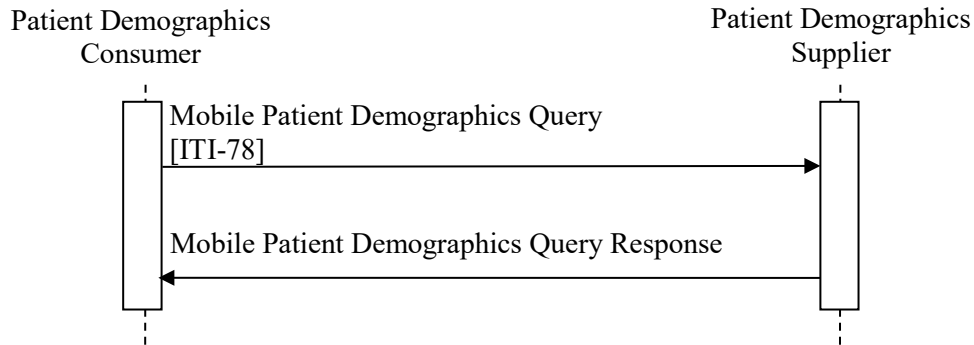 Patient Demographics
Consumer
Patient Demographics
Supplier
Mobile Patient Demographics Query
[ITI-78]
Mobile Patient Demographics Query Response